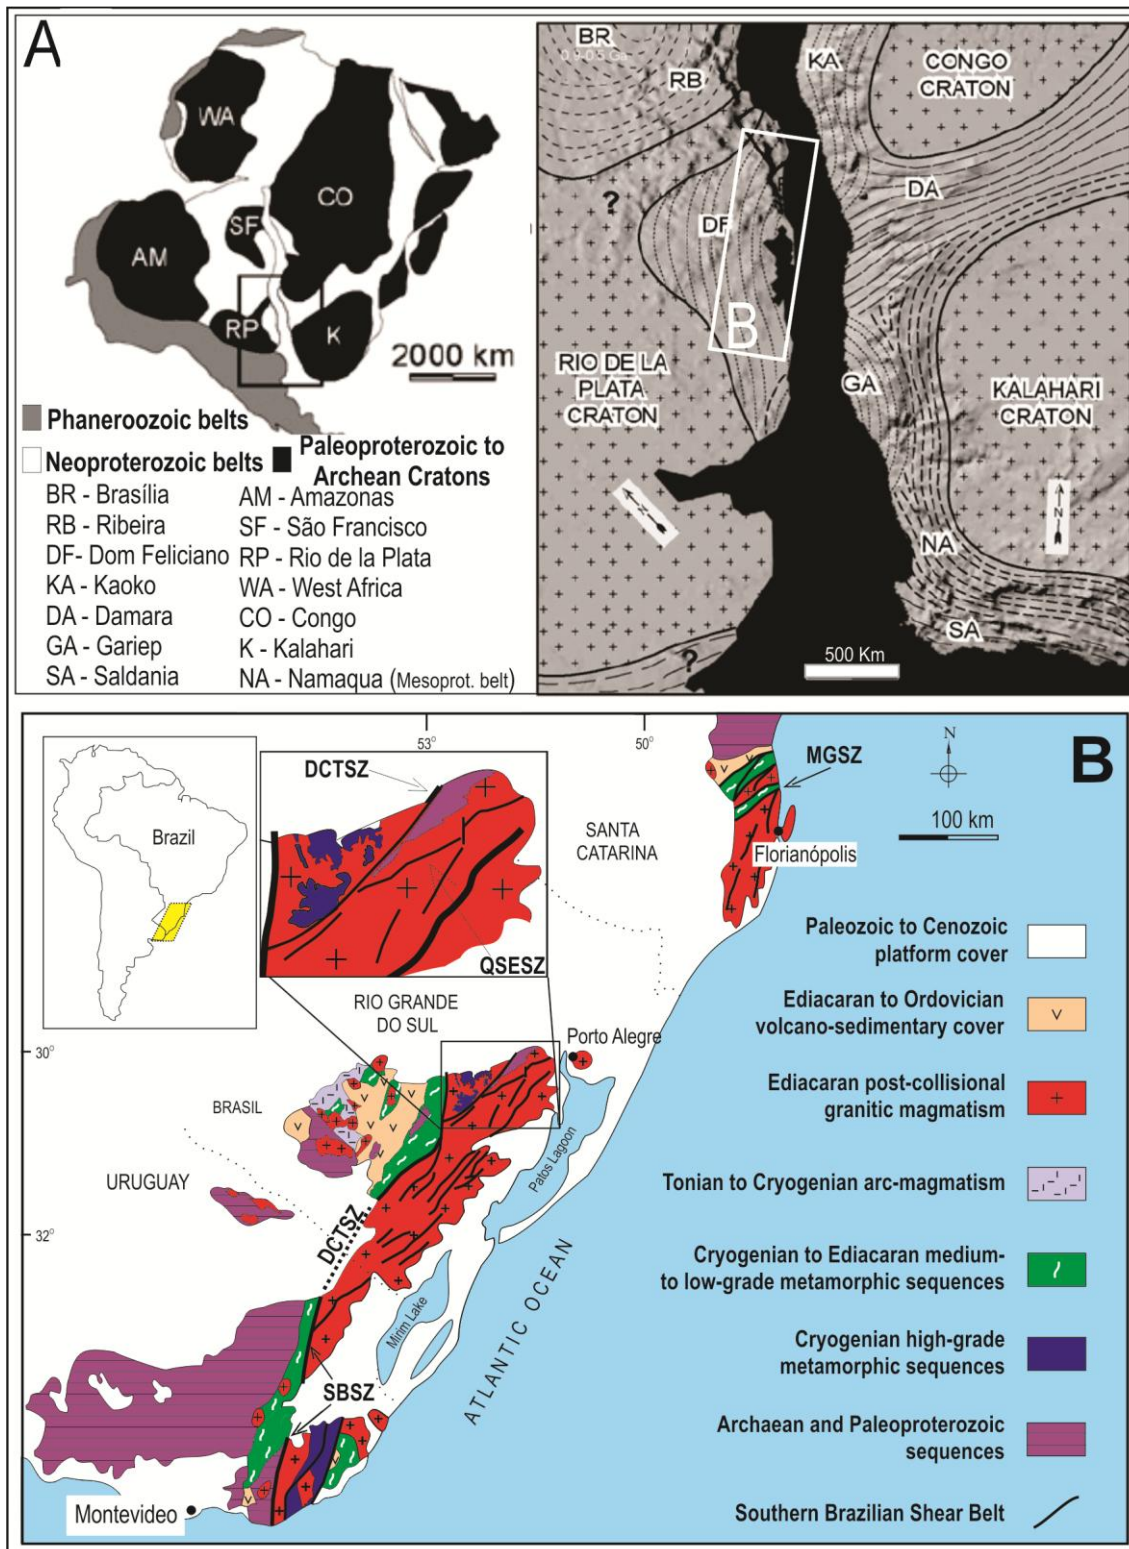 A
WA
CO
SF
AM
RP
K
2000 km
Phaneroozoic belts
Neoproterozoic belts
Paleoproterozoic to
Archean Cratons
BR - Brasília
RB - Ribeira
DF- Dom Feliciano
KA - Kaoko
DA - Damara
GA - Gariep
SA - Saldania
AM - Amazonas
SF - São Francisco
RP - Rio de la Plata
WA - West Africa
CO - Congo
K - Kalahari
NA - Namaqua (Mesoprot. belt)
BR
RB
KA
CONGO
CRATON
?
DF
DA
B
RIO DE LA
PLATA
CRATON
GA
KALAHARI
CRATON
N
N
NA
SA
?
500 Km
53°
50°
Brazil
DCTSZ
QSESZ
SANTA
CATARINA
MGSZ
N
B
100 km
Florianópolis
RIO GRANDE
DO SUL
30°
Porto Alegre
BRASIL
URUGUAY
32°
DCTSZ
Patos Lagoon
Mirim Lake
ATLANTIC OCEAN
SBSZ
Montevideo
Paleozoic to Cenozoic
platform cover
Ediacaran to Ordovician
volcano-sedimentary cover
Ediacaran post-collisional
granitic magmatism
Tonian to Cryogenian arc-magmatism
Cryogenian to Ediacaran medium-
to low-grade metamorphic sequences
Cryogenian high-grade
metamorphic sequences
Archaean and Paleoproterozoic
sequences
Southern Brazilian Shear Belt